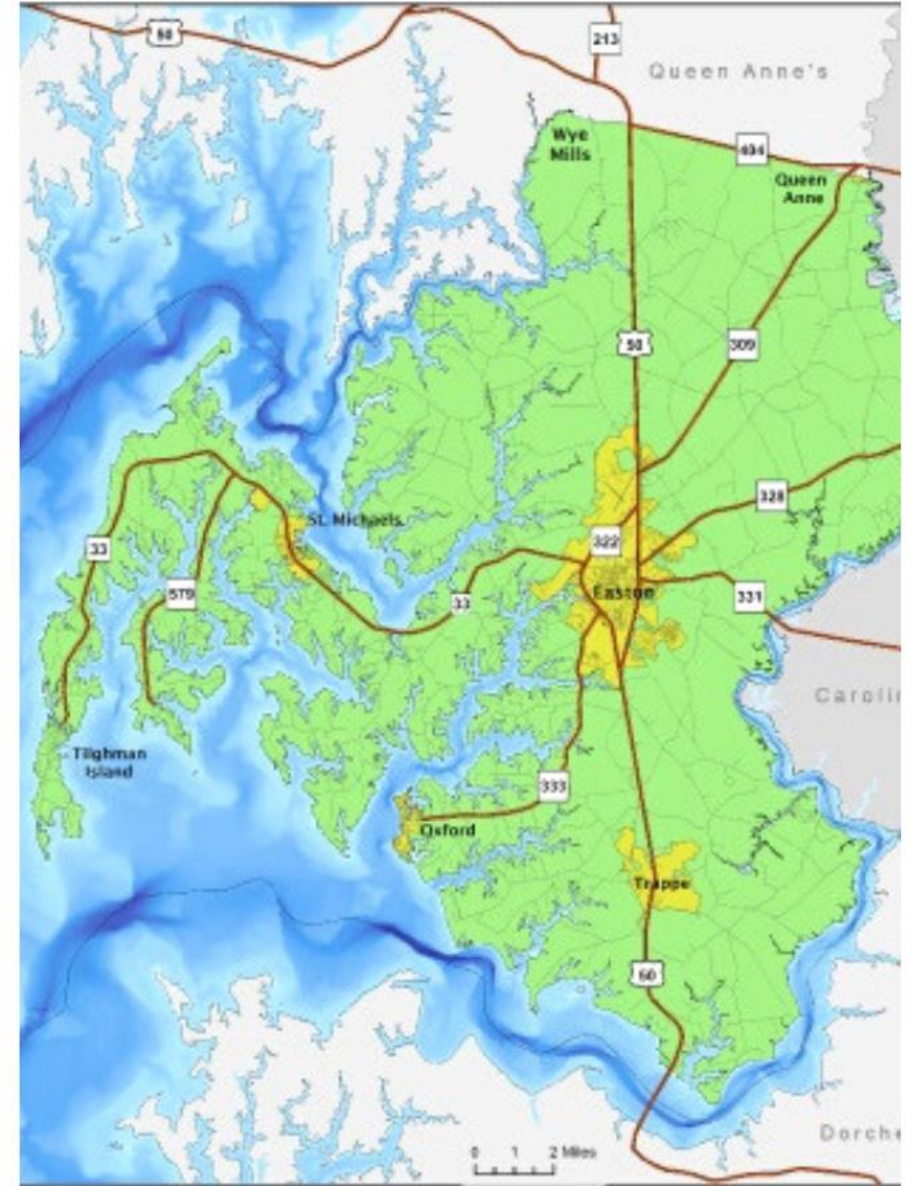 50
213
Queen Anne's
Wye
Mills
404
Queen
Anne
50
309
328
St. Michaels
322
33
579
Easton
331
33
Carolin
Tilghman
Island
333
Oxford
Trappe
50
Dorche
0 1 2 Miles